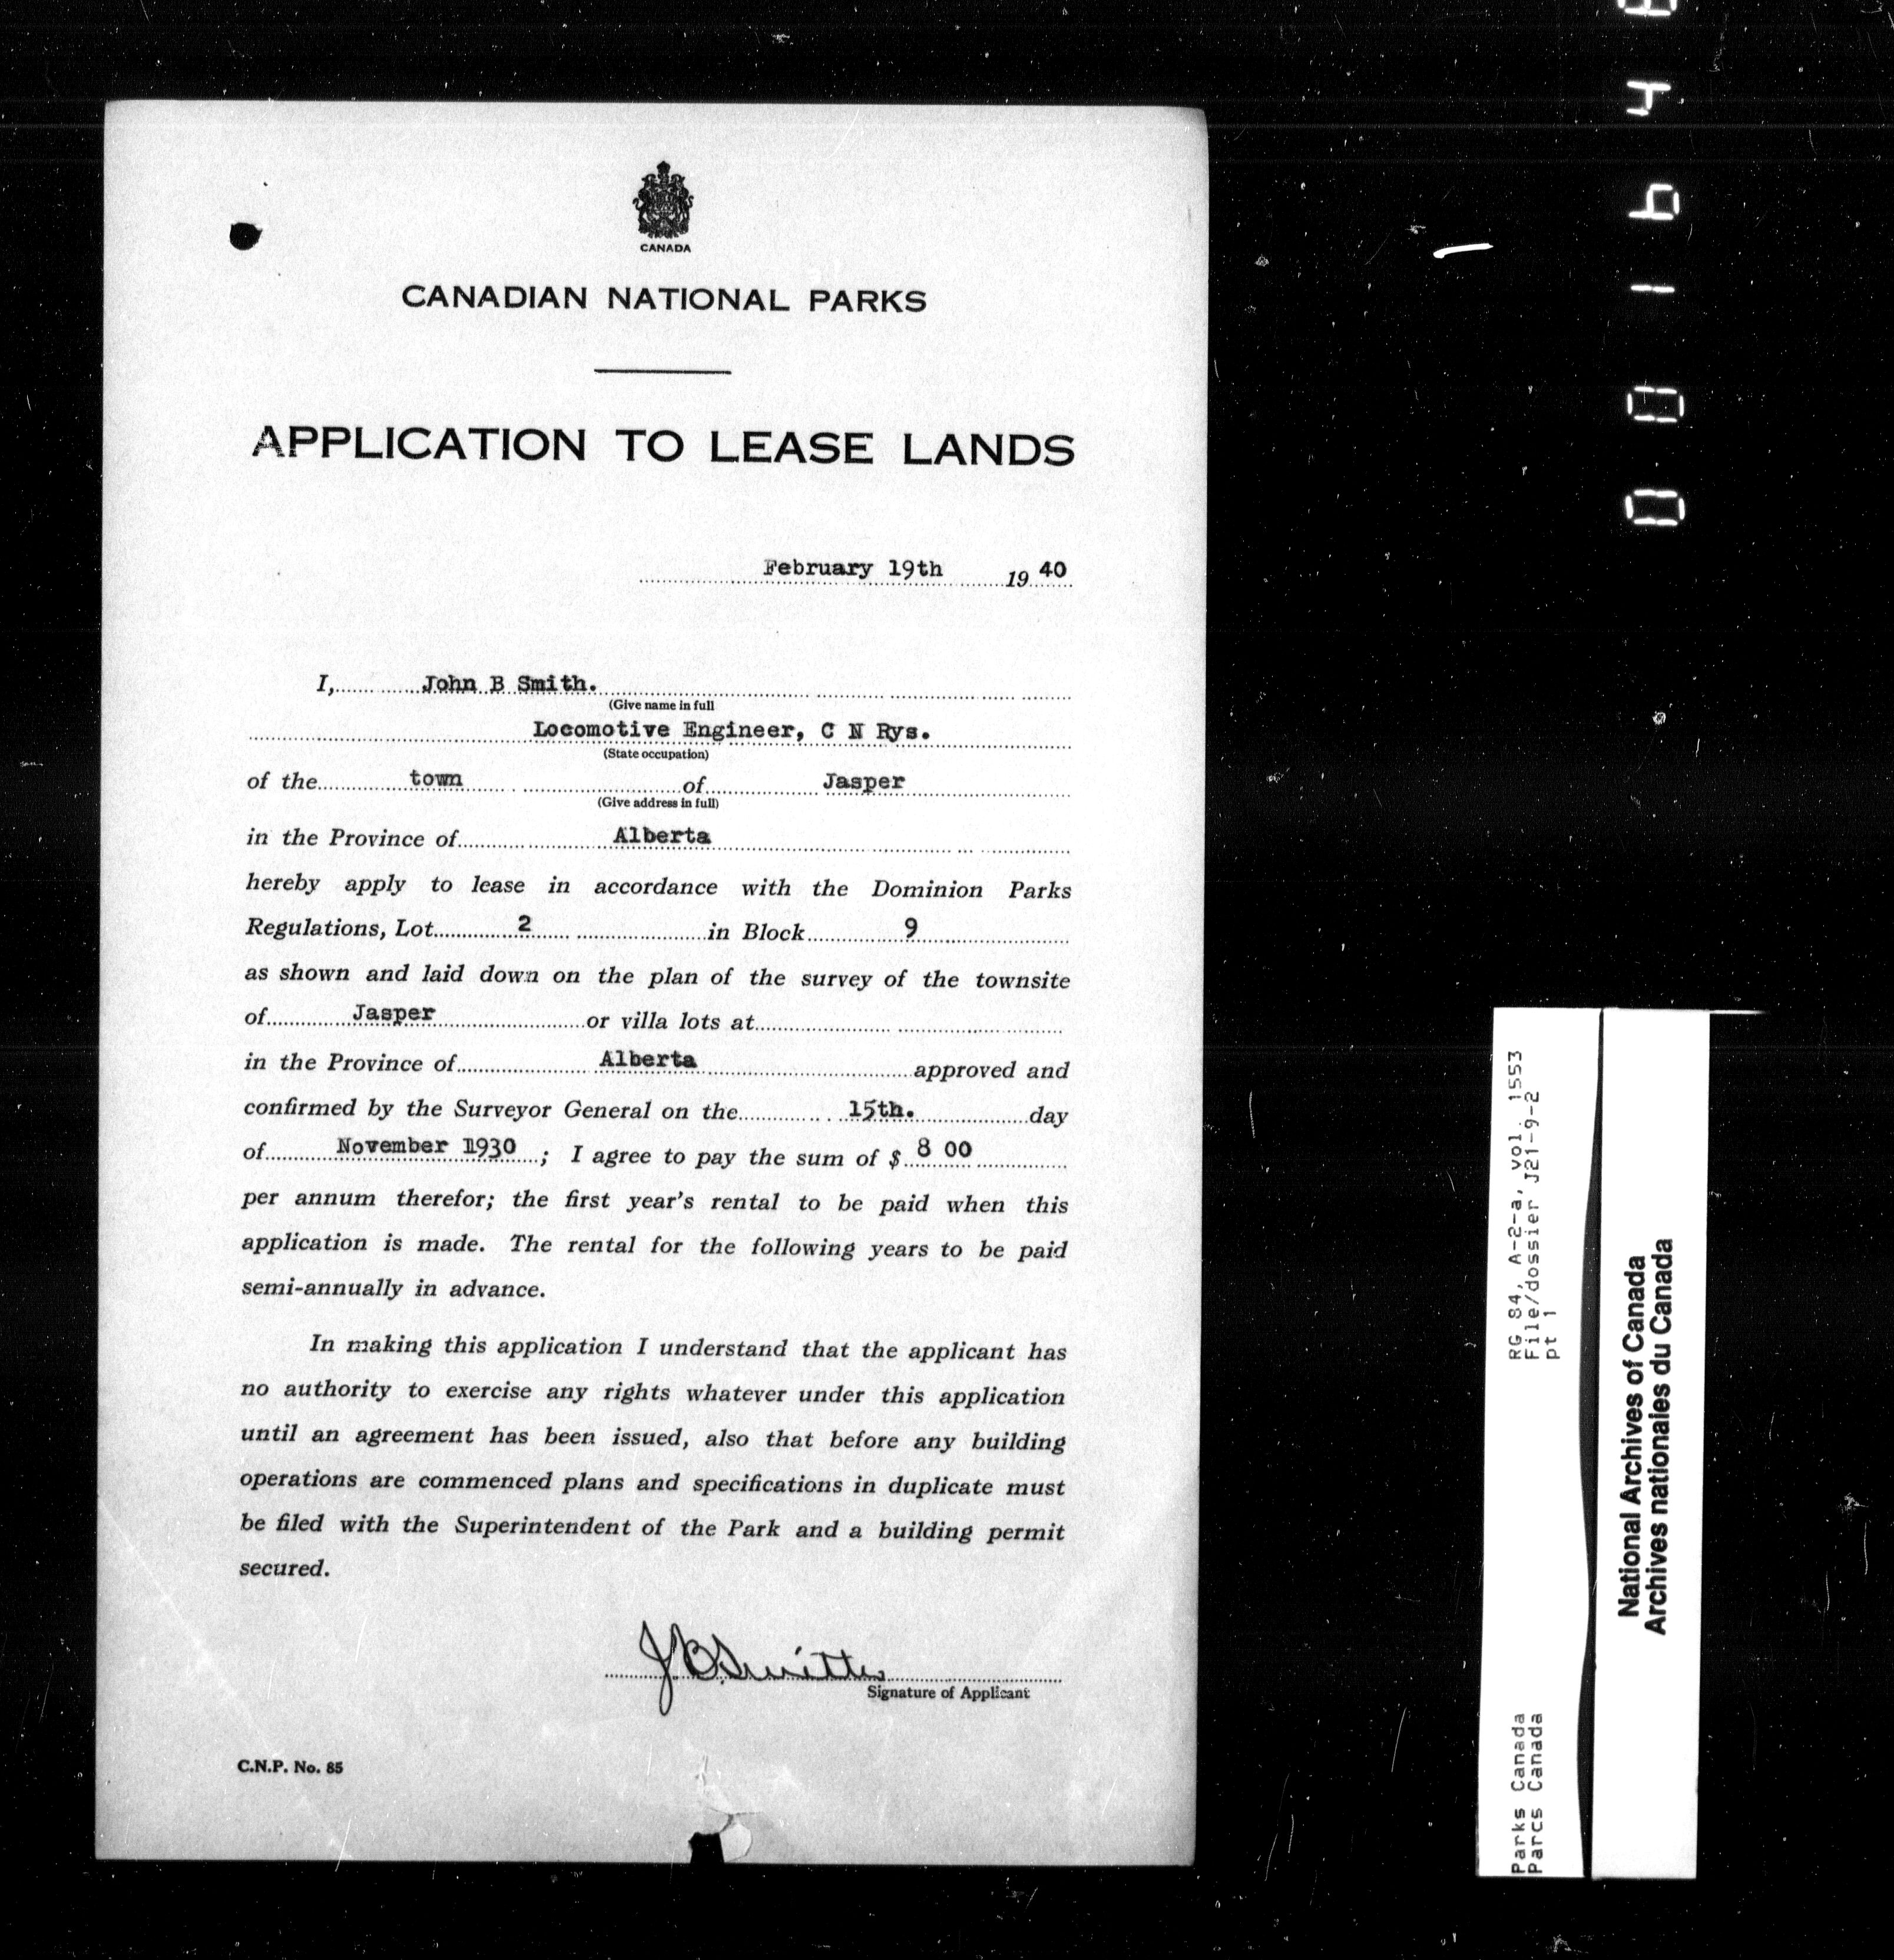 CANADA
CANADIAN NATIONAL PARKS
APPLICATION TO LEASE LANDS
February 19th 19 40
I, John B Smith.
(Give name in full
Locomotive Engineer, C N Rys.
(State occupation)
of the town of Jasper
(Give address in full)
in the Province of Alberta
hereby apply to lease in accordance with the Dominion Parks
Regulations, Lot 2 in Block 9
as shown and laid down on the plan of the survey of the townsite
of Jasper or villa lots at
in the Province of Alberta approved and
confirmed by the Surveyor General on the 15th. day
of November 1930; I agree to pay the sum of $ 8 00
per annum therefor; the first year's rental to be paid when this
application is made. The rental for the following years to be paid
semi-annually in advance.
In making this application I understand that the applicant has
no authority to exercise any rights whatever under this application
until an agreement has been issued, also that before any building
operations are commenced plans and specifications in duplicate must
be filed with the Superintendent of the Park and a building permit
secured.
J B Smith
Signature of Applicant
C.N.P. No. 85
RG 84, A-2-a, vol. 1553
File/dossier J21-9-2
pt 1
Parks Canada
Parcs Canada
National Archives of Canada
Archives nationales du Canada